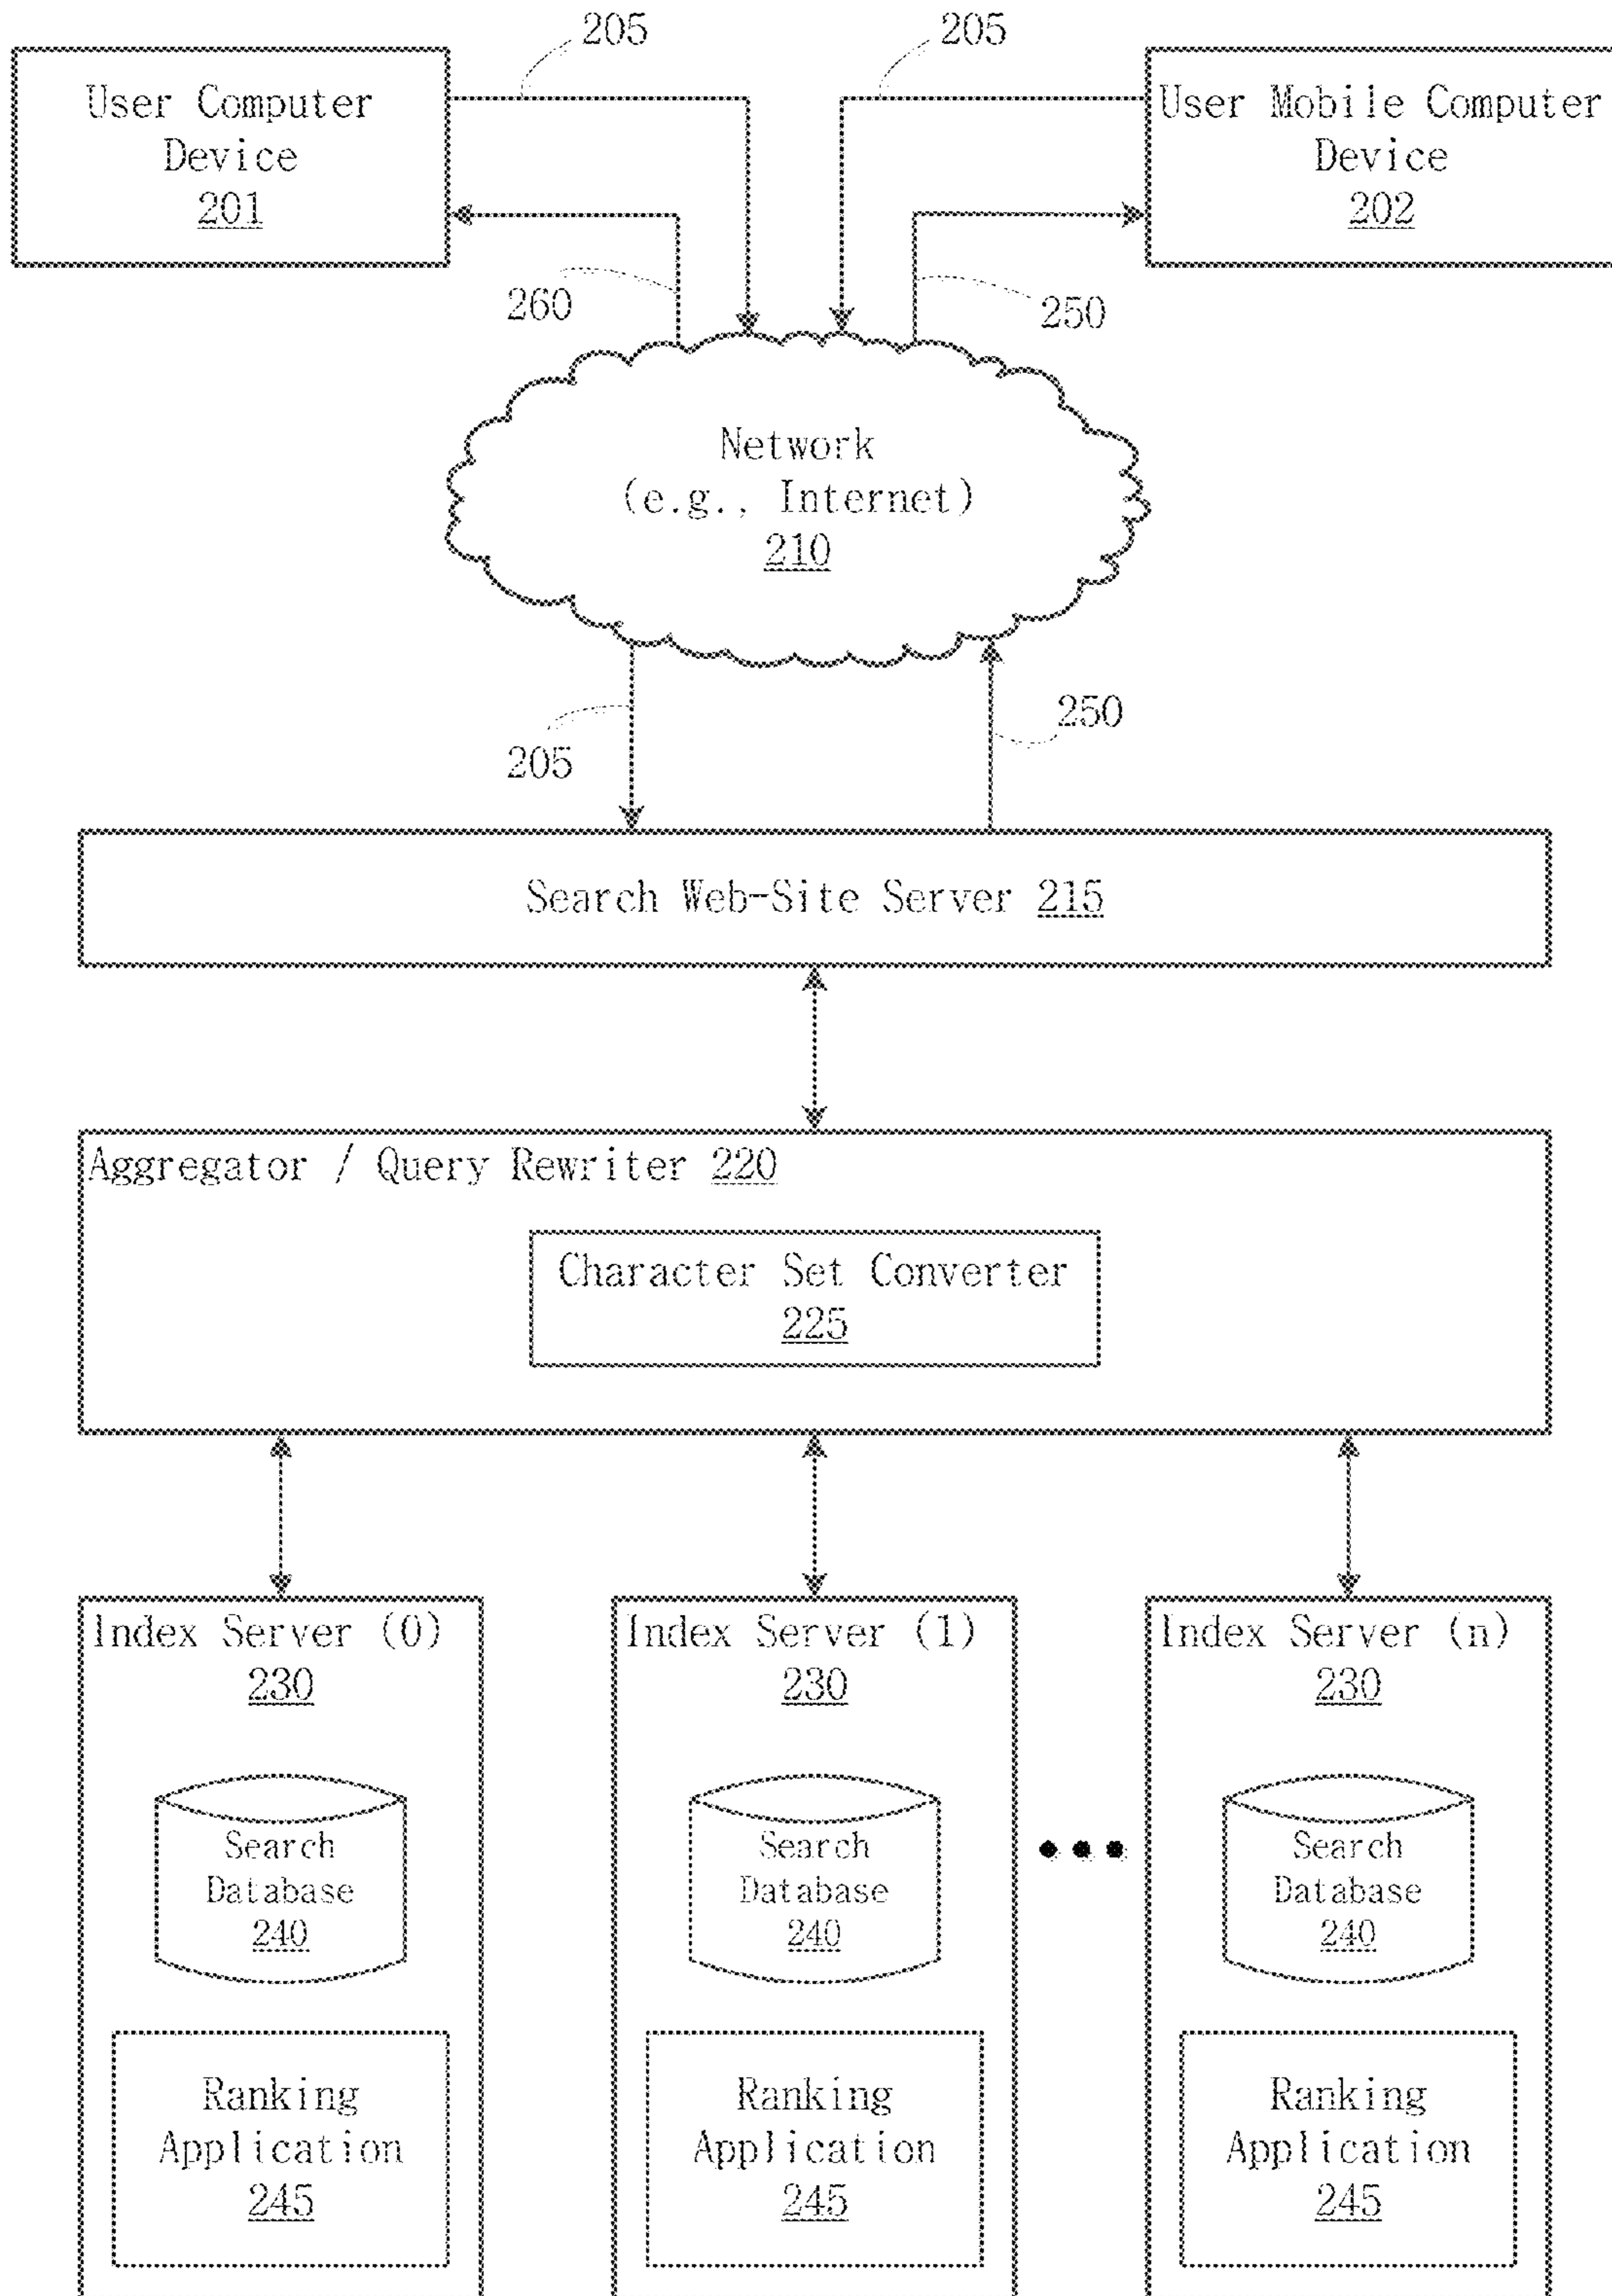 205
205
User Computer
Device
201
User Mobile Computer
Device
202
260
250
Network
(e.g., Internet)
210
205
250
Search Web-Site Server 215
Aggregator / Query Rewriter 220
Character Set Converter
225
Index Server (0)
230
Search
Database
240
Ranking
Application
245
Index Server (1)
230
Search
Database
240
Ranking
Application
245
Index Server (n)
230
Search
Database
240
Ranking
Application
245